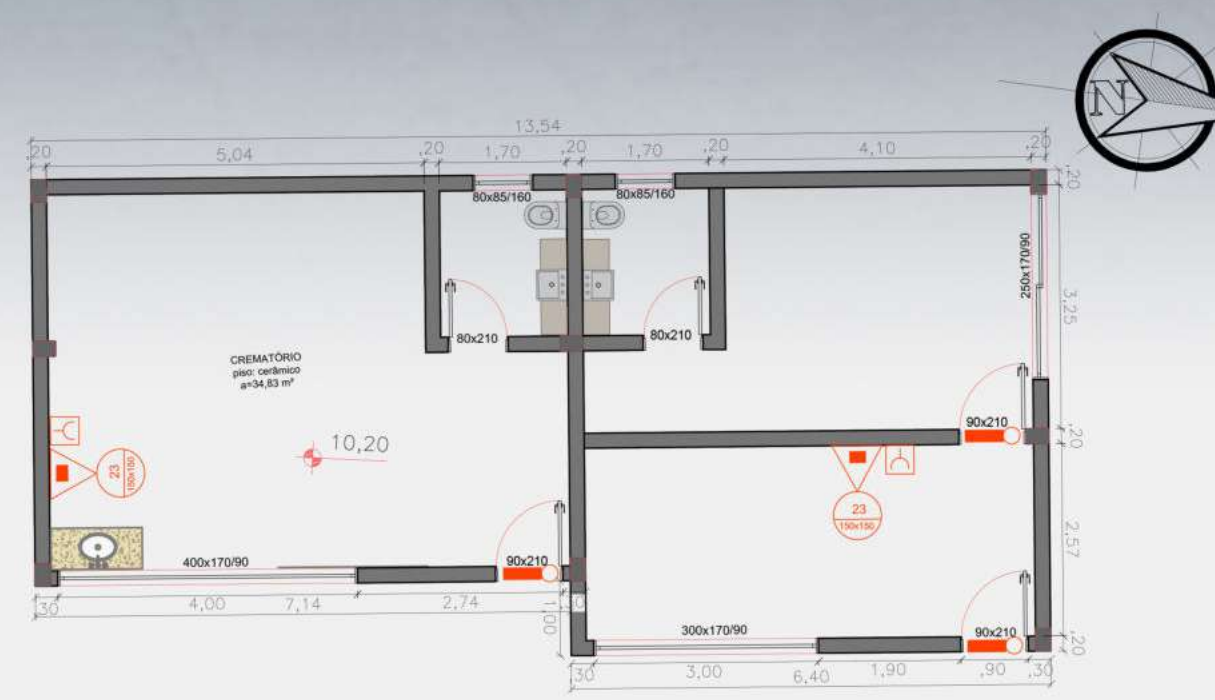 N
13,54
,20
5,04
,20
1,70
,20
1,70
,20
4,10
,20
,20
80x85/160
80x85/160
250x170/90
3,25
80x210
80x210
CREMATÓRIO
piso: cerâmico
a=34,83 m²
10,20
90x210
,20
23
150x150
23
150x150
2,57
400x170/90
90x210
,30
4,00
7,14
2,74
,30
1,00
300x170/90
90x210
,20
,30
3,00
6,40
1,90
,90
,30